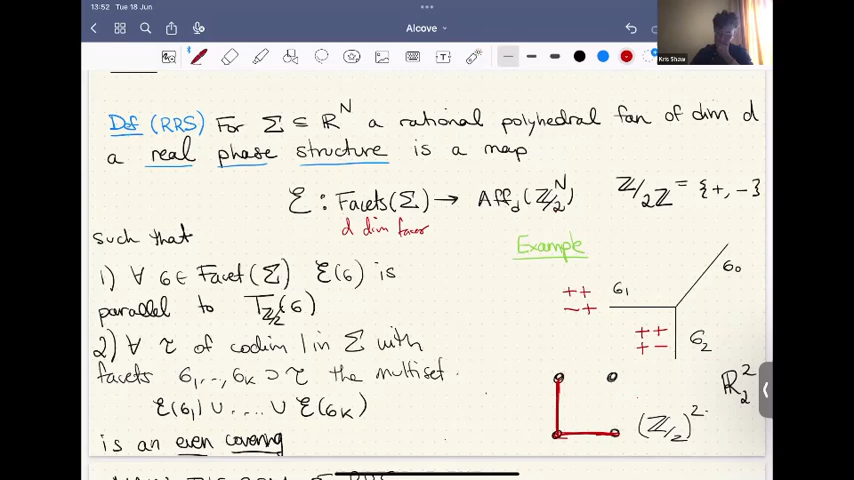 13:52 Tue 18 Jun
Alcove
Kris Shaw
Def (RRS) For Σ ⊆ ℝ^N a rational polyhedral fan of dim d
a real phase structure is a map
ℰ : Facets(Σ) → Aff_d(ℤ/2^N) ℤ/2ℤ = {+, -}
d dim faces
such that
1) ∀ σ ∈ Facet(Σ) ℰ(σ) is
parallel to T_ℤ/2(σ)
2) ∀ τ of codim 1 in Σ with
facets σ1,..,σk ⊃ τ the multiset
ℰ(σ1) ∪ .... ∪ ℰ(σk)
is an even covering
Example
σ0
++ σ1
-+
++
+- σ2
ℝ^2_2
(ℤ/2)^2